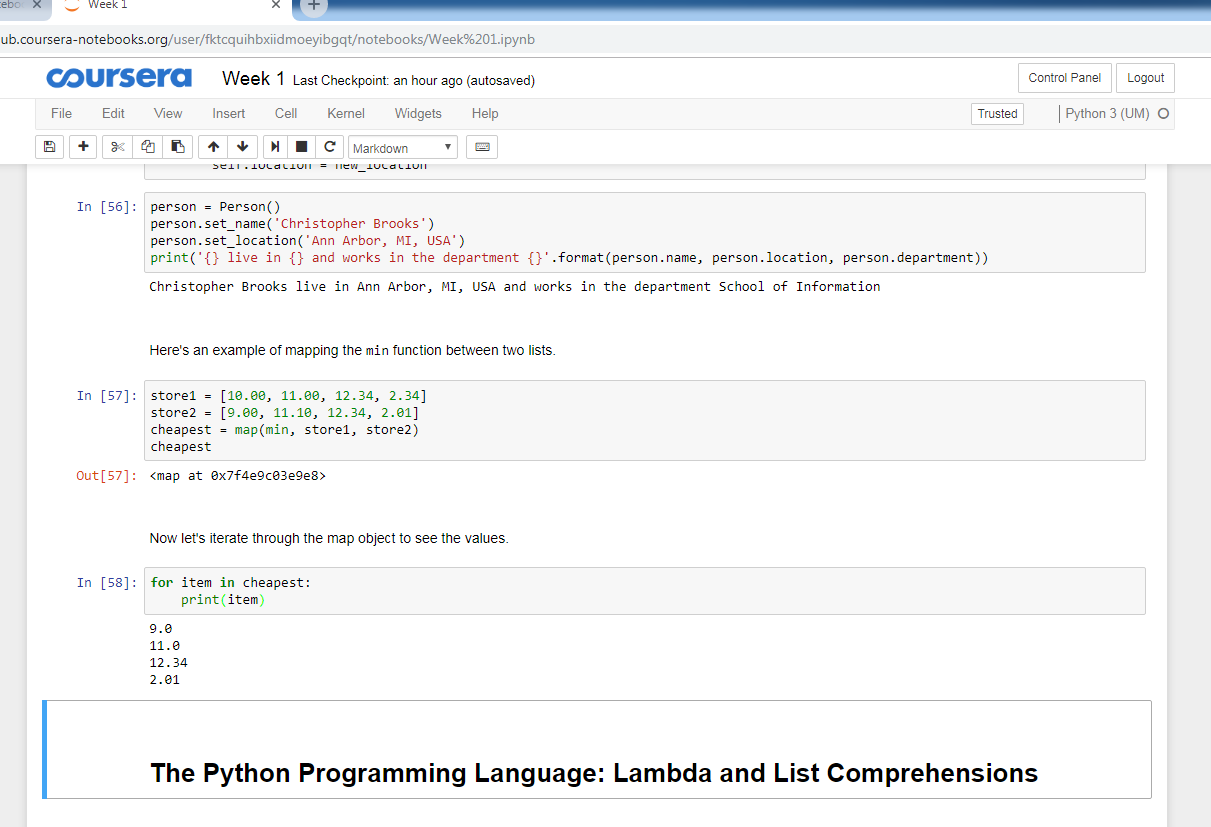 Week 1
ub.coursera-notebooks.org/user/fktcquihbxiidmoeyibgqt/notebooks/Week%201.ipynb
coursera Week 1 Last Checkpoint: an hour ago (autosaved) Control Panel Logout
File Edit View Insert Cell Kernel Widgets Help Trusted Python 3 (UM)
Markdown
self.location = new_location
In [56]: person = Person()
person.set_name('Christopher Brooks')
person.set_location('Ann Arbor, MI, USA')
print('{} live in {} and works in the department {}'.format(person.name, person.location, person.department))
Christopher Brooks live in Ann Arbor, MI, USA and works in the department School of Information
Here's an example of mapping the min function between two lists.
In [57]: store1 = [10.00, 11.00, 12.34, 2.34]
store2 = [9.00, 11.10, 12.34, 2.01]
cheapest = map(min, store1, store2)
cheapest
Out[57]: <map at 0x7f4e9c03e9e8>
Now let's iterate through the map object to see the values.
In [58]: for item in cheapest:
print(item)
9.0
11.0
12.34
2.01
The Python Programming Language: Lambda and List Comprehensions